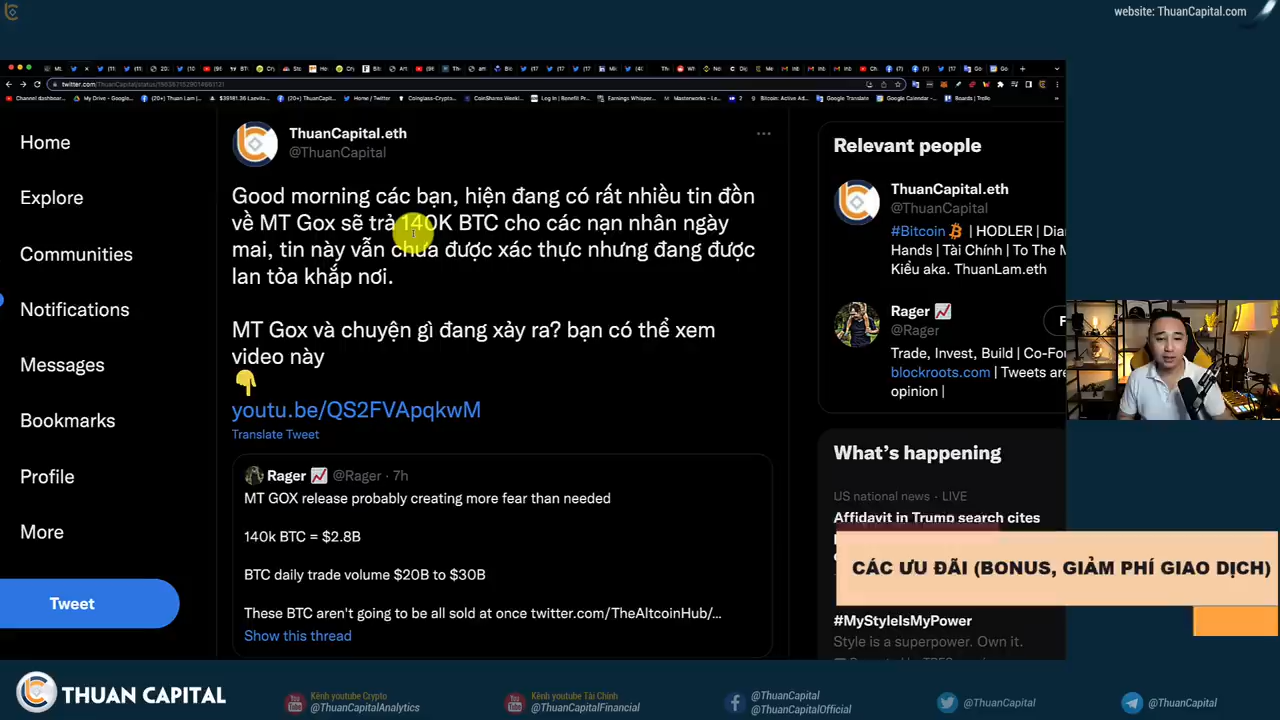 website: ThuanCapital.com
twitter.com/ThuanCapital/status/
Home
Explore
Communities
Notifications
Messages
Bookmarks
Profile
More
Tweet
ThuanCapital.eth
@ThuanCapital
Good morning các bạn, hiện đang có rất nhiều tin đồn
về MT Gox sẽ trả 140K BTC cho các nạn nhân ngày
mai, tin này vẫn chưa được xác thực nhưng đang được
lan tỏa khắp nơi.
MT Gox và chuyện gì đang xảy ra? bạn có thể xem
video này
youtu.be/QS2FVApqkwM
Translate Tweet
Rager @Rager · 7h
MT GOX release probably creating more fear than needed
140k BTC = $2.8B
BTC daily trade volume $20B to $30B
These BTC aren't going to be all sold at once twitter.com/TheAltcoinHub/...
Show this thread
Relevant people
ThuanCapital.eth
@ThuanCapital
#Bitcoin | HODLER | Dia
Hands | Tài Chính | To The M
Kiều aka. ThuanLam.eth
Rager
@Rager
Trade, Invest, Build | Co-Fou
blockroots.com | Tweets are
opinion |
What's happening
US national news · LIVE
Affidavit in Trump search cites
CÁC ƯU ĐÃI (BONUS, GIẢM PHÍ GIAO DỊCH)
#MyStyleIsMyPower
Style is a superpower. Own it.
THUAN CAPITAL
Kênh youtube Crypto
@ThuanCapitalAnalytics
Kênh youtube Tài Chính
@ThuanCapitalFinancial
@ThuanCapital
@ThuanCapitalOfficial
@ThuanCapital
@ThuanCapital